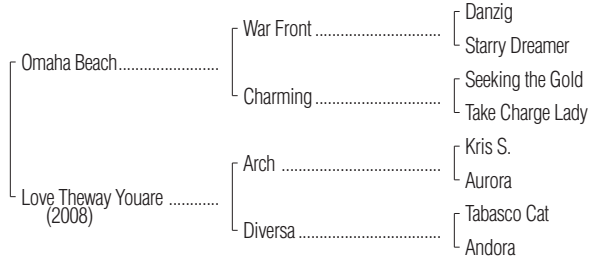 Danzig
War Front ..............................
Starry Dreamer
Omaha Beach........................
Seeking the Gold
Charming ..............................
Take Charge Lady
Kris S.
Arch ......................................
Aurora
Love Theway Youare ............
(2008)
Tabasco Cat
Diversa ..................................
Andora